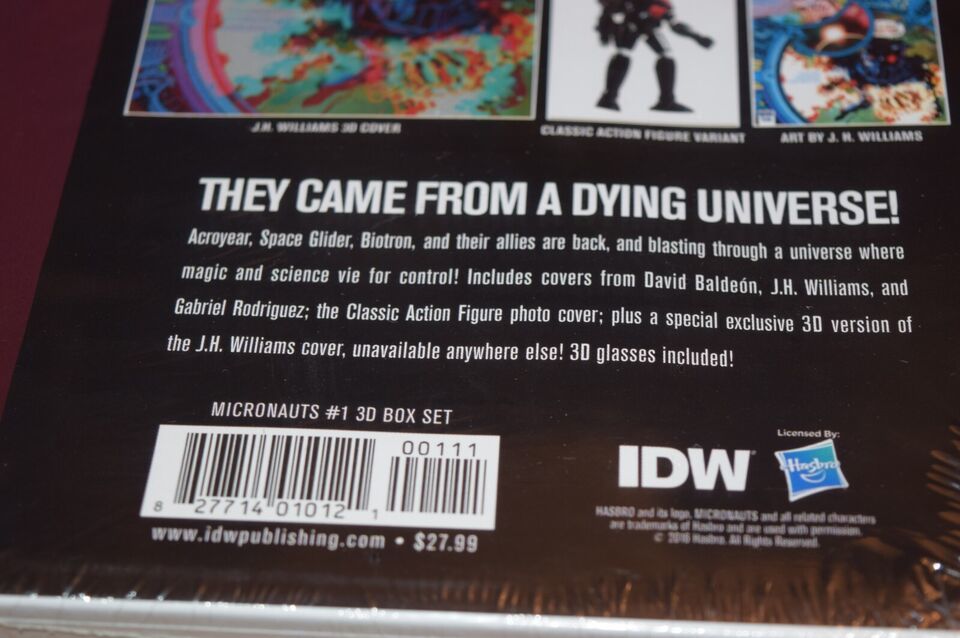 J.H. WILLIAMS 3D COVER
CLASSIC ACTION FIGURE VARIANT
ART BY J. H. WILLIAMS
THEY CAME FROM A DYING UNIVERSE!
Acroyear, Space Glider, Biotron, and their allies are back, and blasting through a universe where
magic and science vie for control! Includes covers from David Baldeón, J.H. Williams, and
Gabriel Rodriguez; the Classic Action Figure photo cover; plus a special exclusive 3D version of
the J.H. Williams cover, unavailable anywhere else! 3D glasses included!
MICRONAUTS #1 3D BOX SET
00111
8 27714 01012 1
www.idwpublishing.com • $27.99
IDW
Licensed By:
Hasbro
HASBRO and its logo, MICRONAUTS and all related characters
are trademarks of Hasbro and are used with permission.
© 2016 Hasbro. All Rights Reserved.